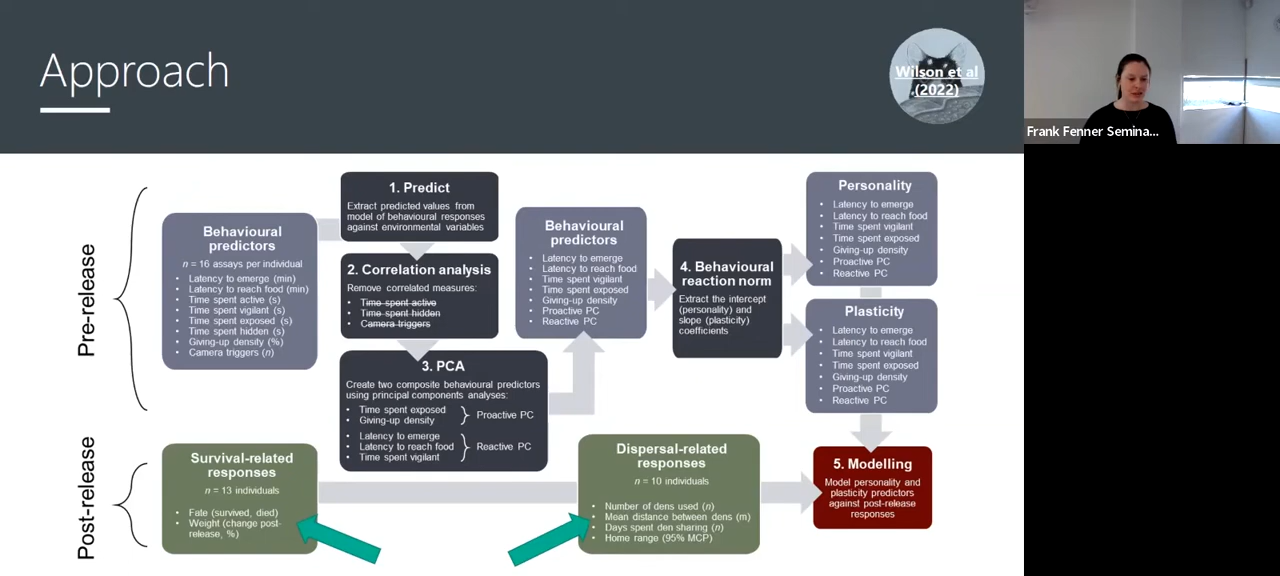 Approach
Wilson et al
(2022)
Frank Fenner Semina...
Pre-release
Behavioural
predictors
n = 16 assays per individual
• Latency to emerge (min)
• Latency to reach food (min)
• Time spent active (s)
• Time spent vigilant (s)
• Time spent exposed (s)
• Time spent hidden (s)
• Giving-up density (%)
• Camera triggers (n)
1. Predict
Extract predicted values from
model of behavioural responses
against environmental variables
2. Correlation analysis
Remove correlated measures:
• Time spent active
• Time spent hidden
• Camera triggers
3. PCA
Create two composite behavioural predictors
using principal components analyses:
• Time spent exposed
• Giving-up density
Proactive PC
• Latency to emerge
• Latency to reach food
• Time spent vigilant
Reactive PC
Behavioural
predictors
• Latency to emerge
• Latency to reach food
• Time spent vigilant
• Time spent exposed
• Giving-up density
• Proactive PC
• Reactive PC
4. Behavioural
reaction norm
Extract the intercept
(personality) and
slope (plasticity)
coefficients
Personality
• Latency to emerge
• Latency to reach food
• Time spent vigilant
• Time spent exposed
• Giving-up density
• Proactive PC
• Reactive PC
Plasticity
• Latency to emerge
• Latency to reach food
• Time spent vigilant
• Time spent exposed
• Giving-up density
• Proactive PC
• Reactive PC
Post-release
Survival-related
responses
n = 13 individuals
• Fate (survived, died)
• Weight (change post-
release, %)
Dispersal-related
responses
n = 10 individuals
• Number of dens used (n)
• Mean distance between dens (m)
• Days spent den sharing (n)
• Home range (95% MCP)
5. Modelling
Model personality and
plasticity predictors
against post-release
responses